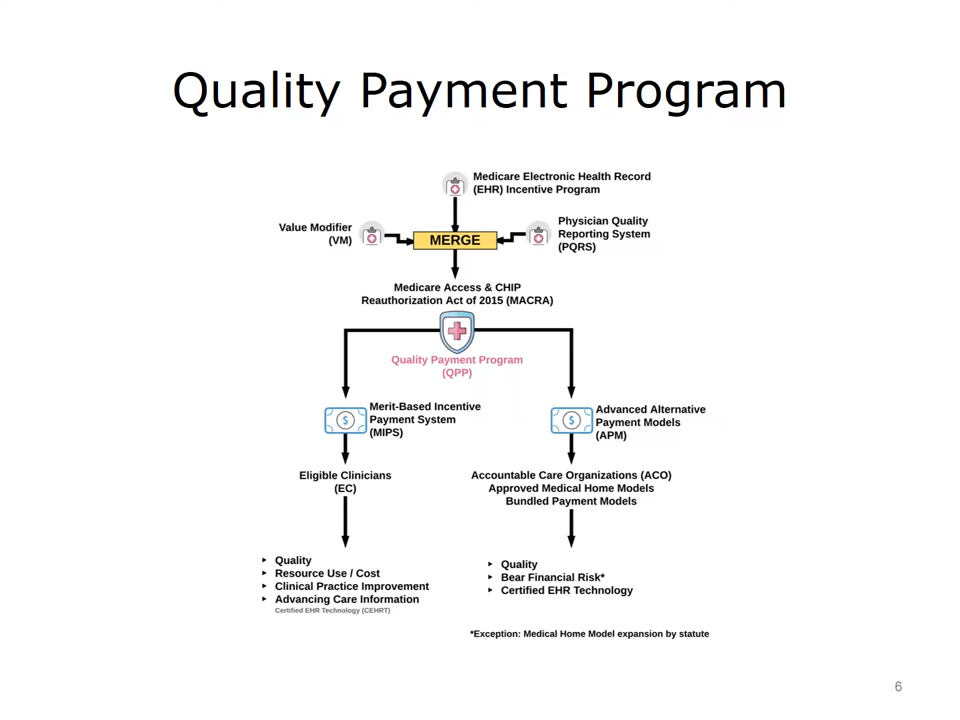 Quality Payment Program
Medicare Electronic Health Record
(EHR) Incentive Program
Value Modifier
(VM)
MERGE
Physician Quality
Reporting System
(PQRS)
Medicare Access & CHIP
Reauthorization Act of 2015 (MACRA)
Quality Payment Program
(QPP)
$
Merit-Based Incentive
Payment System
(MIPS)
$
Advanced Alternative
Payment Models
(APM)
Eligible Clinicians
(EC)
Accountable Care Organizations (ACO)
Approved Medical Home Models
Bundled Payment Models
‣ Quality
‣ Resource Use / Cost
‣ Clinical Practice Improvement
‣ Advancing Care Information
Certified EHR Technology (CEHRT)
‣ Quality
‣ Bear Financial Risk*
‣ Certified EHR Technology
*Exception: Medical Home Model expansion by statute
6